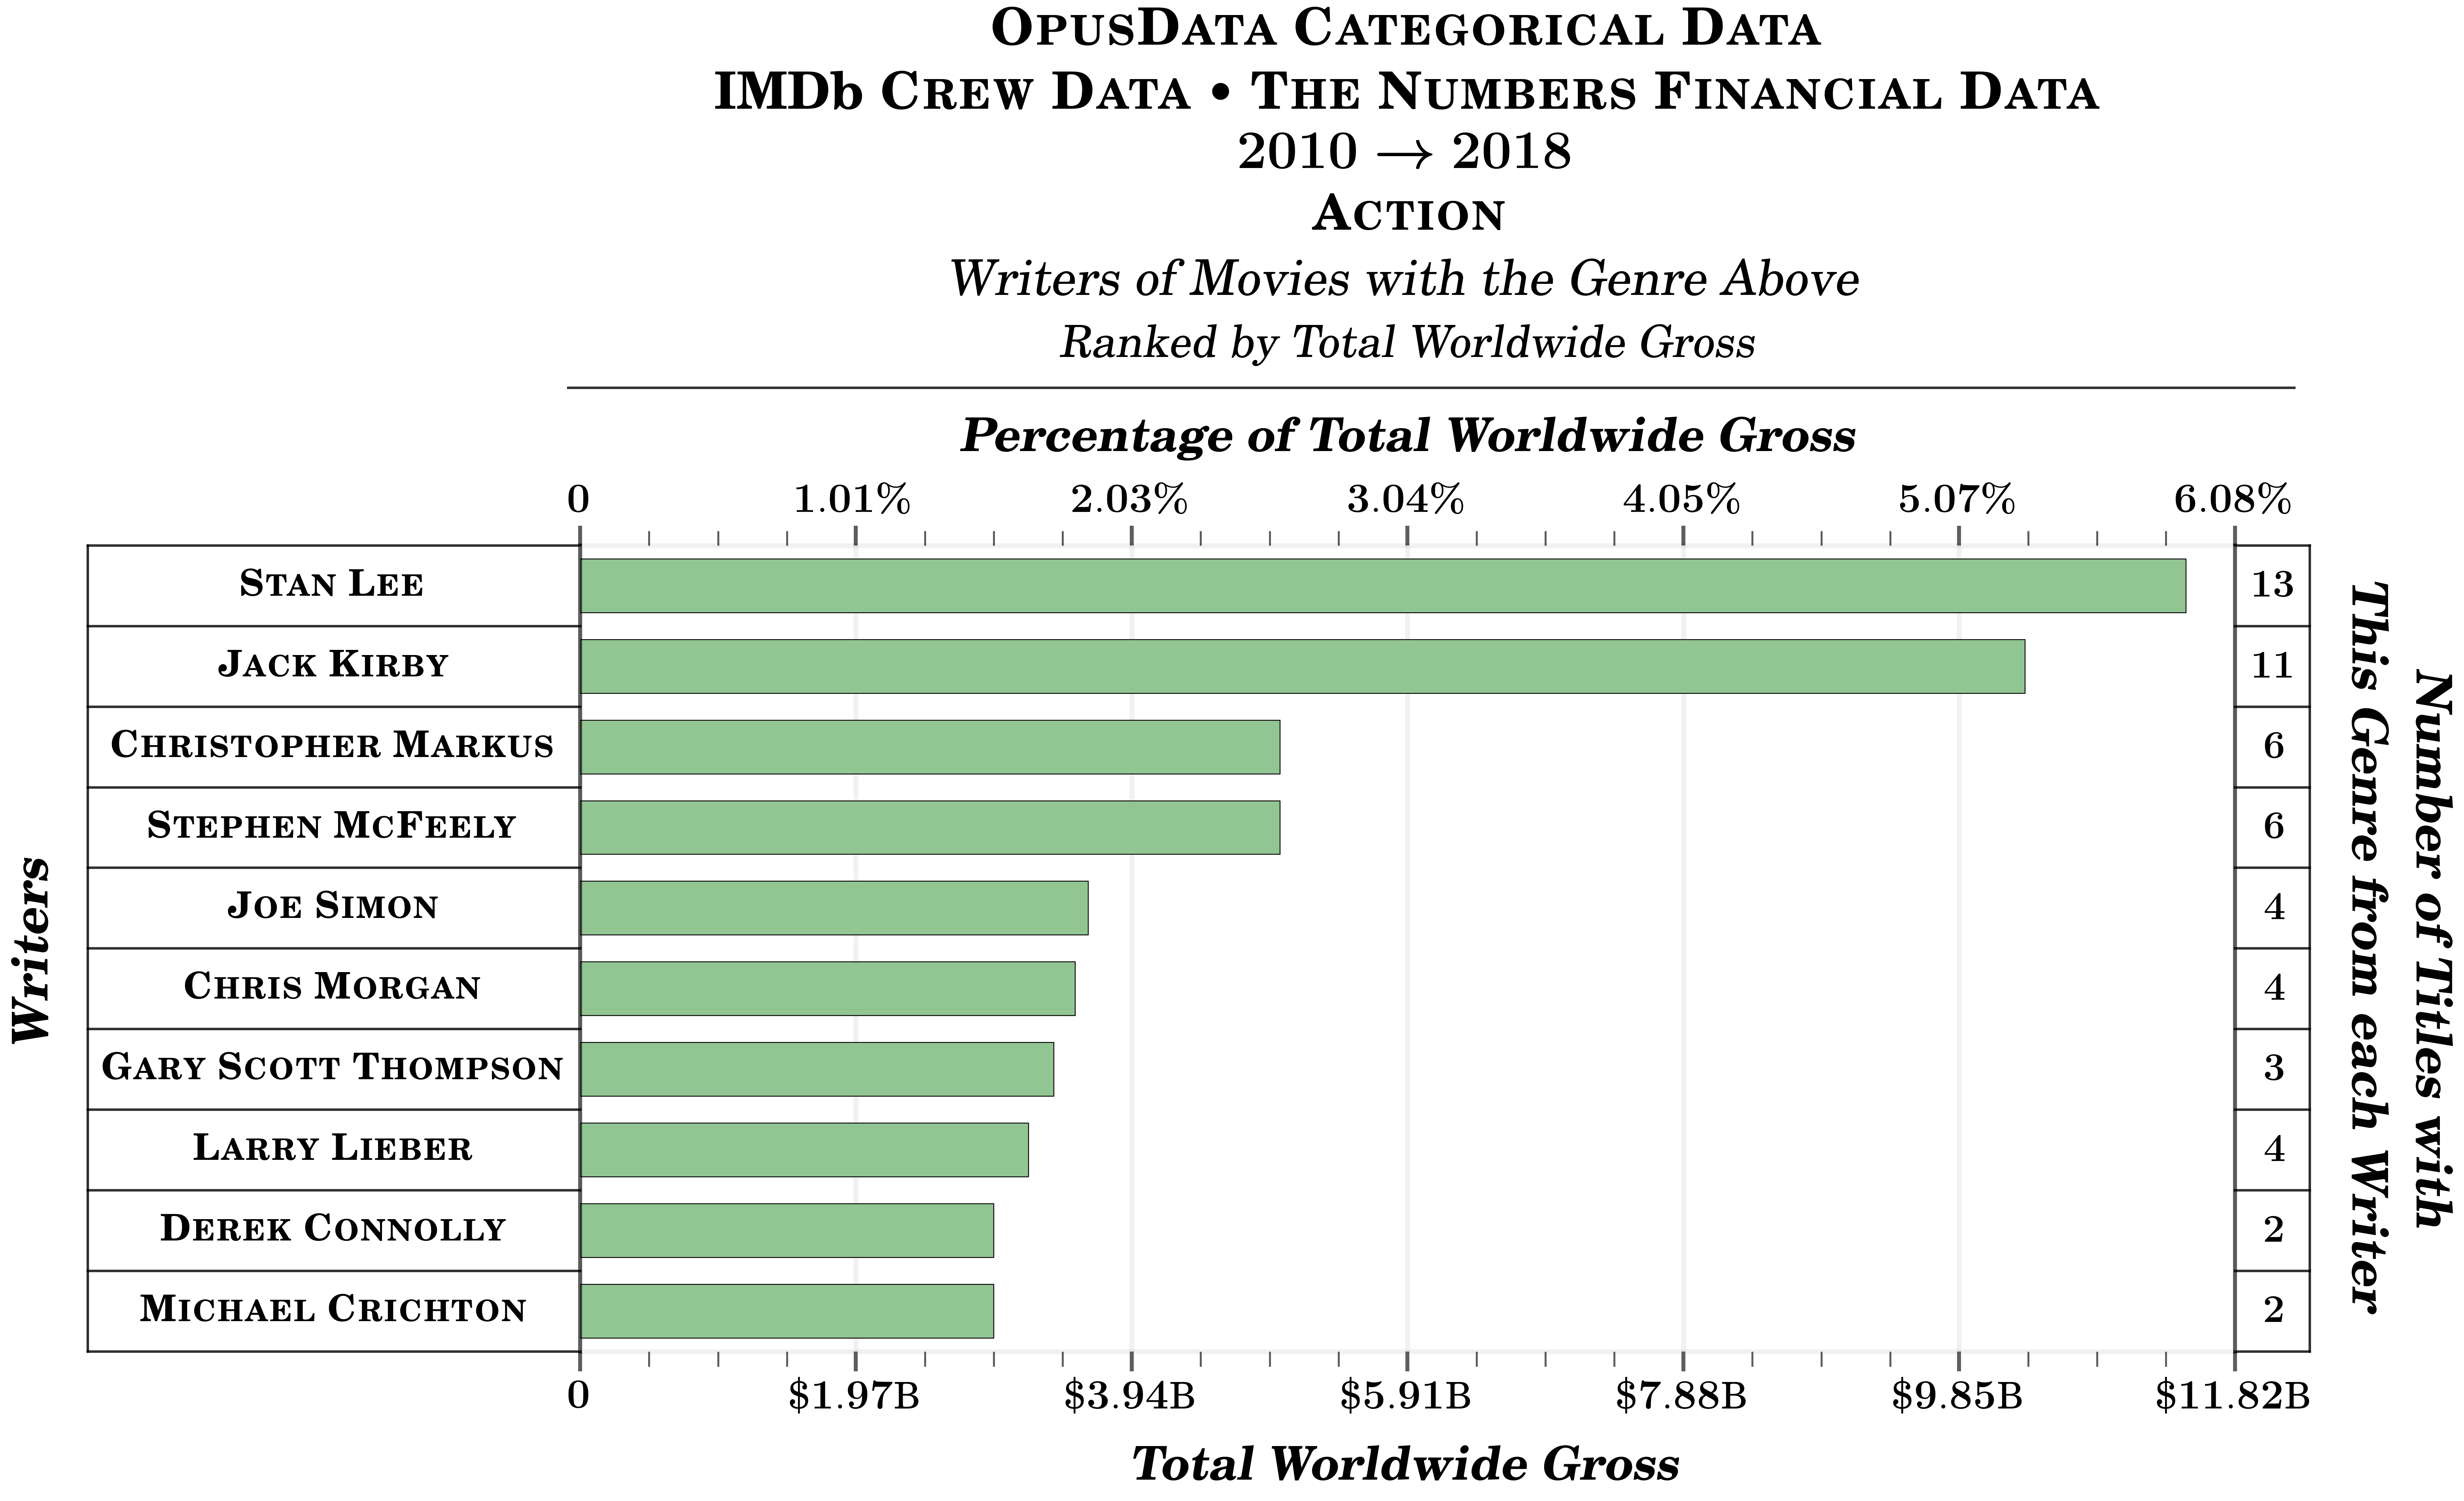 OpusData Categorical Data
IMDb Crew Data • The Numbers Financial Data
2010 → 2018
Action
Writers of Movies with the Genre Above
Ranked by Total Worldwide Gross
Percentage of Total Worldwide Gross
0 1.01% 2.03% 3.04% 4.05% 5.07% 6.08%
Writers
Stan Lee 13
Jack Kirby 11
Christopher Markus 6
Stephen McFeely 6
Joe Simon 4
Chris Morgan 4
Gary Scott Thompson 3
Larry Lieber 4
Derek Connolly 2
Michael Crichton 2
Number of Titles with
This Genre from each Writer
0 $1.97B $3.94B $5.91B $7.88B $9.85B $11.82B
Total Worldwide Gross